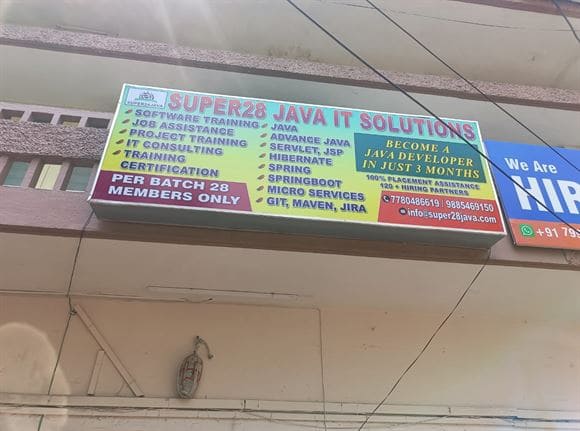 SUPER28JAVA
SUPER28 JAVA IT SOLUTIONS
SOFTWARE TRAINING
JOB ASSISTANCE
PROJECT TRAINING
IT CONSULTING
TRAINING
CERTIFICATION
PER BATCH 28
MEMBERS ONLY
JAVA
ADVANCE JAVA
SERVLET, JSP
HIBERNATE
SPRING
SPRINGBOOT
MICRO SERVICES
GIT, MAVEN, JIRA
BECOME A
JAVA DEVELOPER
IN JUST 3 MONTHS
100% PLACEMENT ASSISTANCE
120 + HIRING PARTNERS
7780486619 / 9885469150
info@super28java.com
We Are
HIR
+91 79